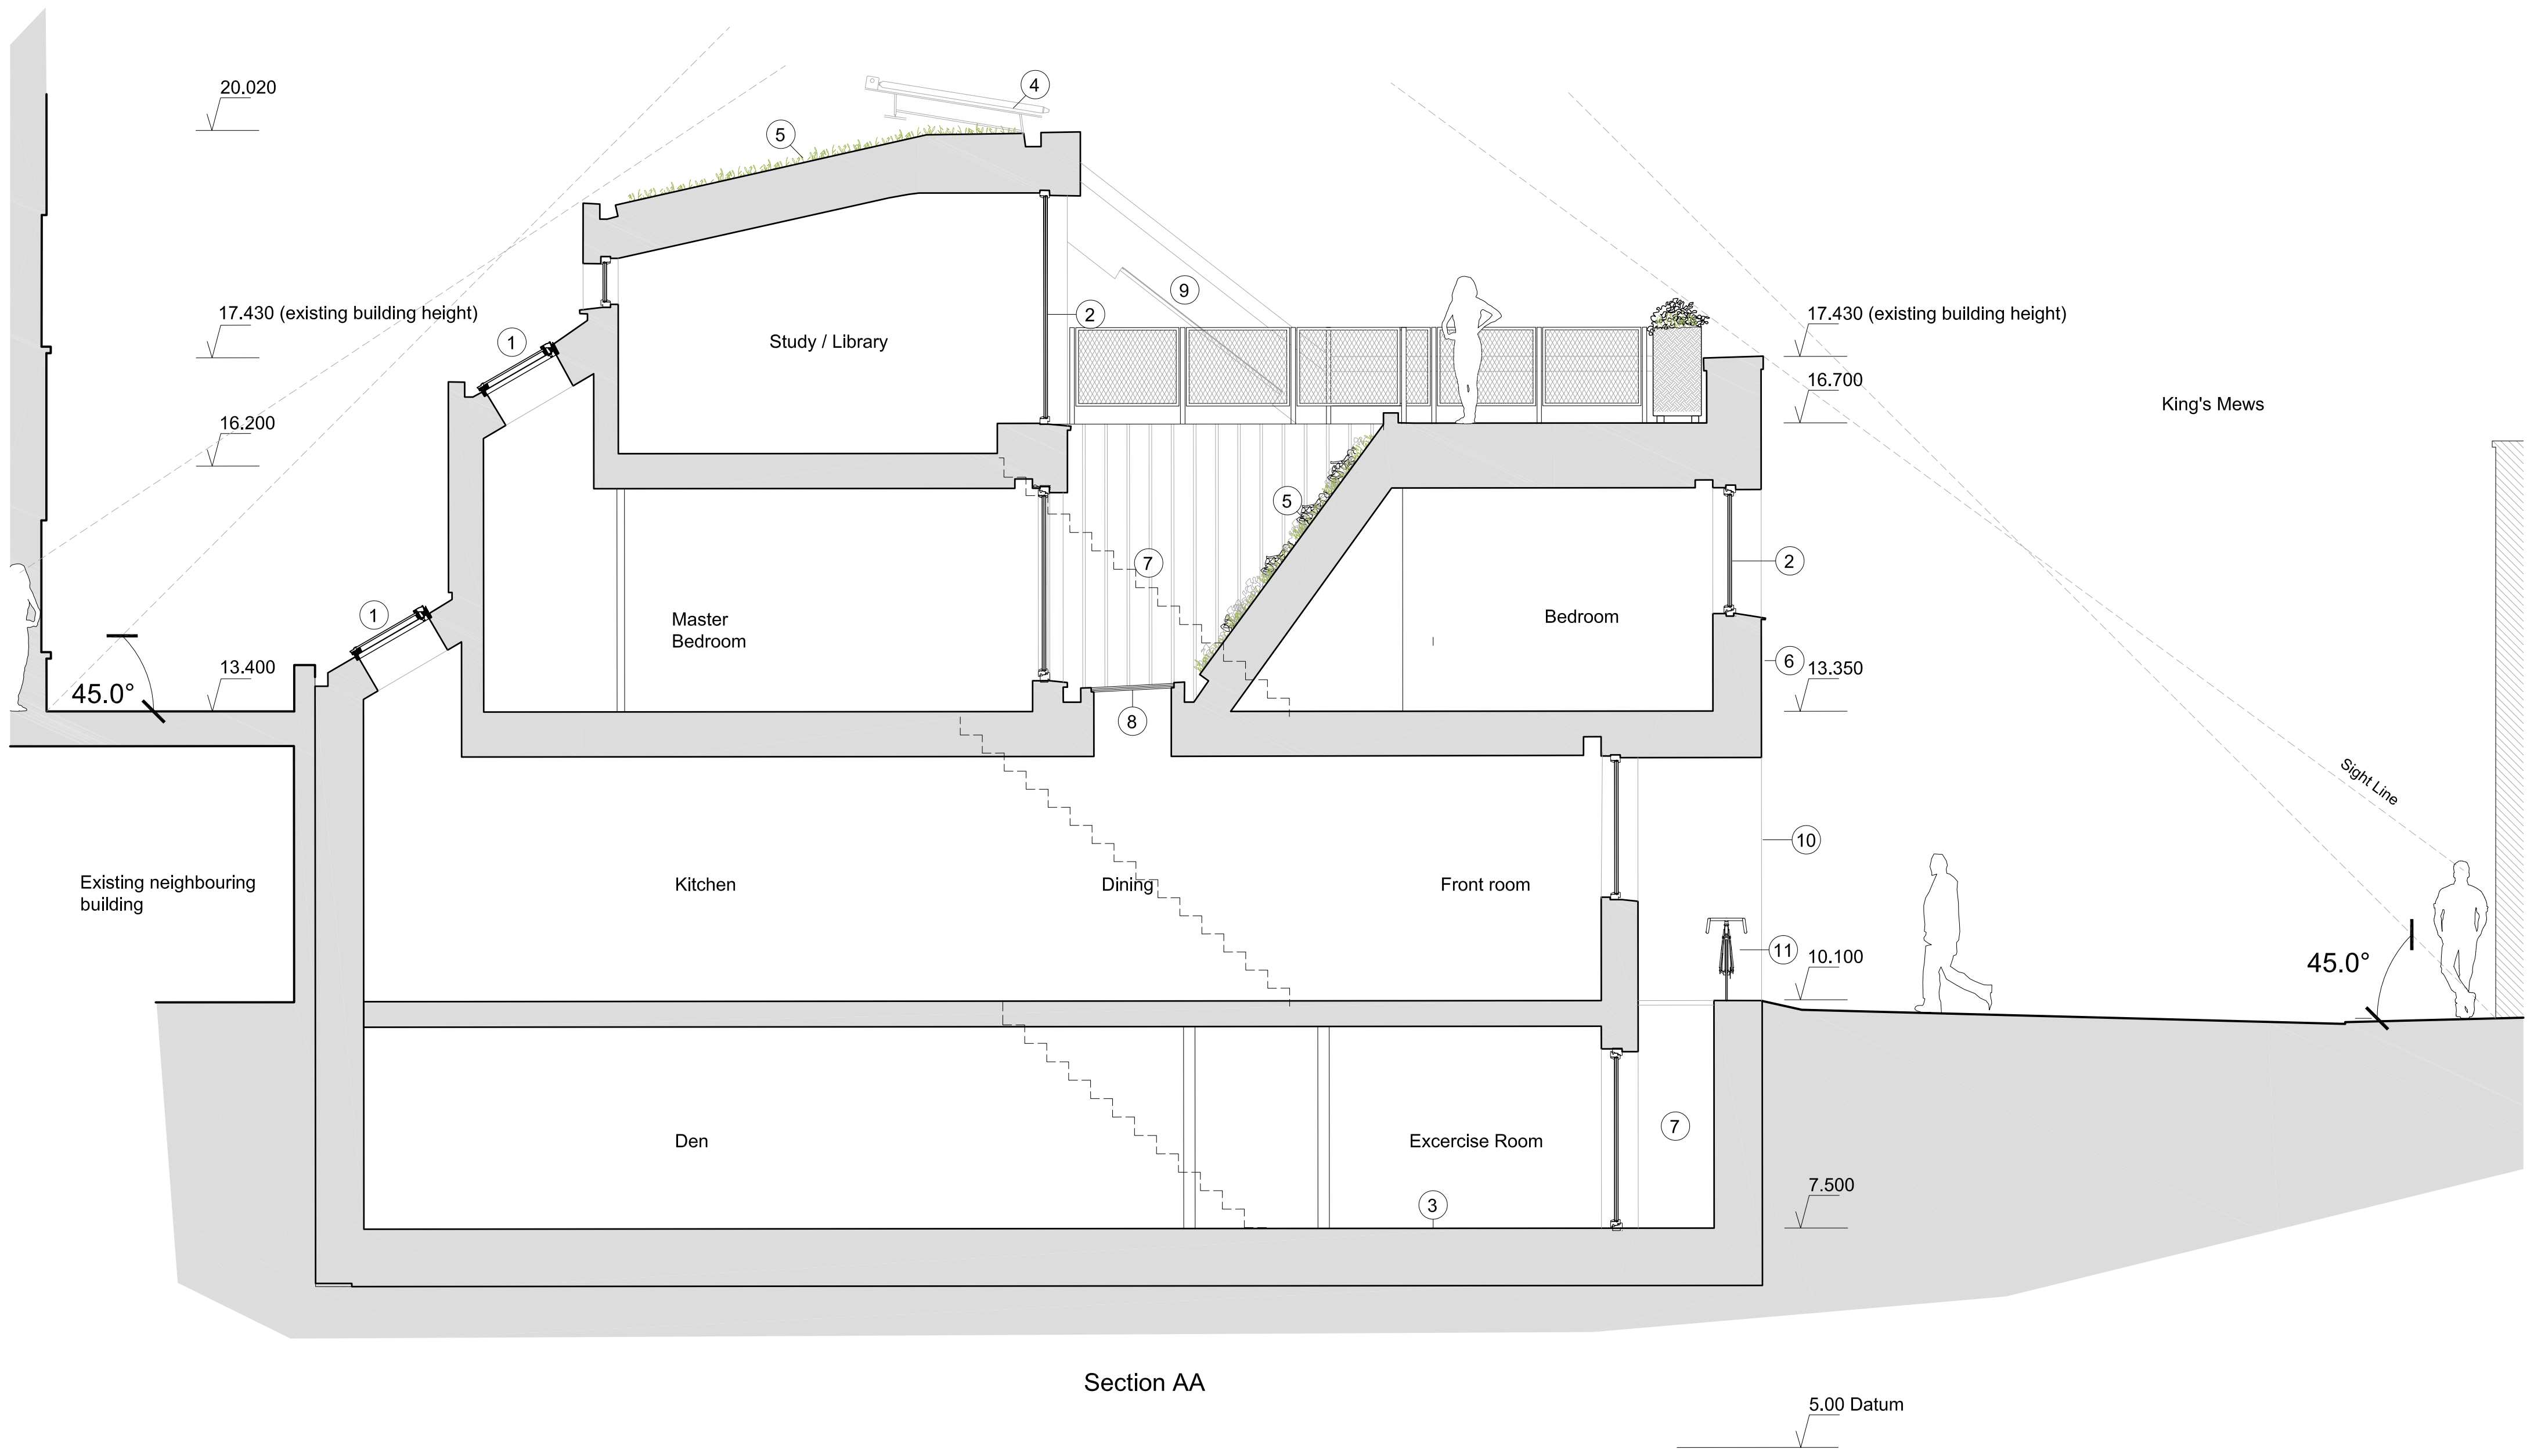 20.020
4
5
17.430 (existing building height)
1
Study / Library
2
9
17.430 (existing building height)
16.700
King's Mews
16.200
5
7
2
1
Master
Bedroom
Bedroom
6
13.400
45.0°
13.350
8
Sight Line
10
Existing neighbouring
building
Kitchen
Dining
Front room
11
10.100
45.0°
Den
Excercise Room
7
3
7.500
Section AA
5.00 Datum